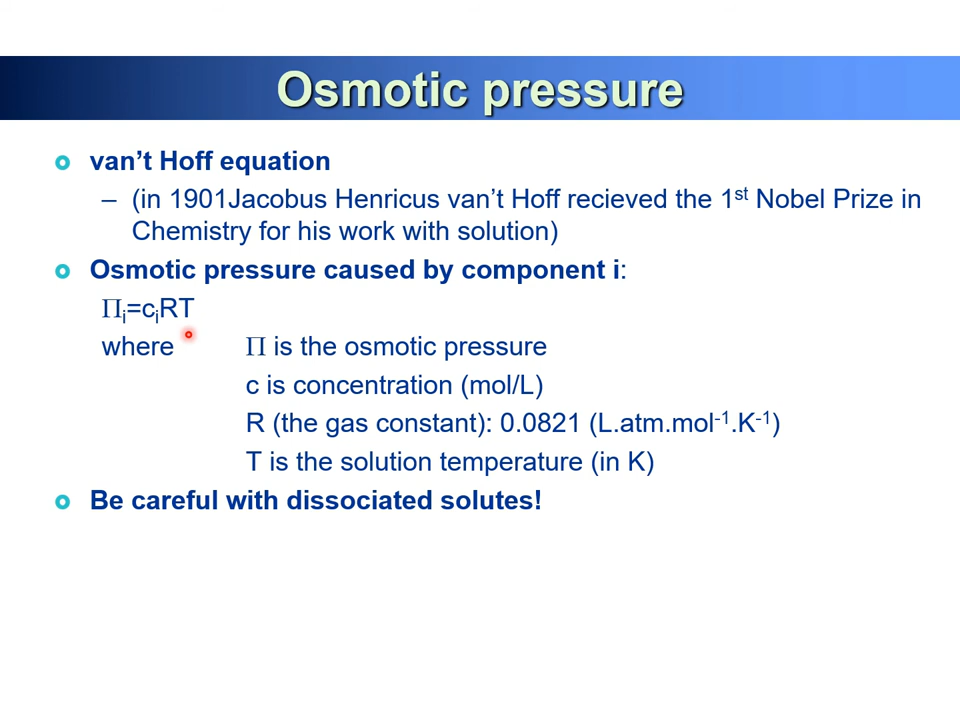 Osmotic pressure
van't Hoff equation
– (in 1901Jacobus Henricus van't Hoff recieved the 1st Nobel Prize in
Chemistry for his work with solution)
Osmotic pressure caused by component i:
Πi=ciRT
where Π is the osmotic pressure
c is concentration (mol/L)
R (the gas constant): 0.0821 (L.atm.mol-1.K-1)
T is the solution temperature (in K)
Be careful with dissociated solutes!